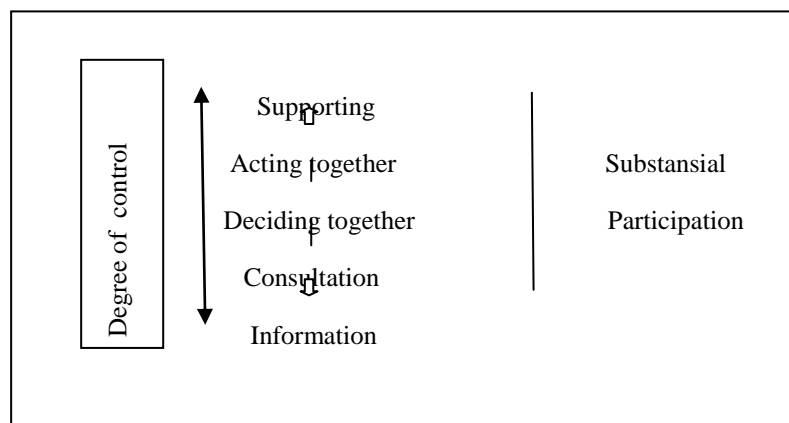 Degree of control
Supporting
Acting together
Substansial
Deciding together
Participation
Consultation
Information